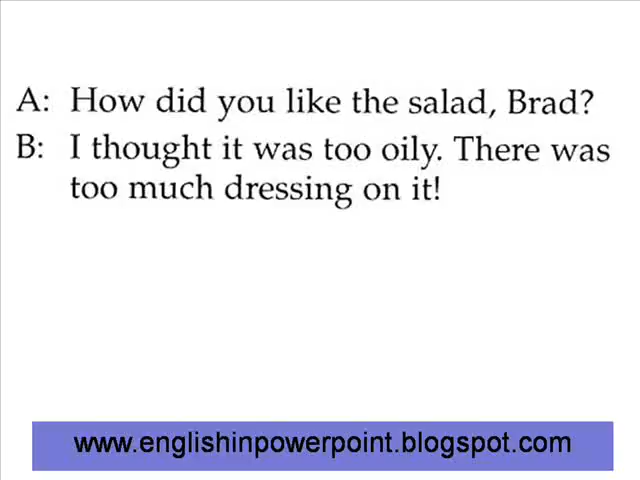 A: How did you like the salad, Brad?
B: I thought it was too oily. There was
too much dressing on it!
www.englishinpowerpoint.blogspot.com